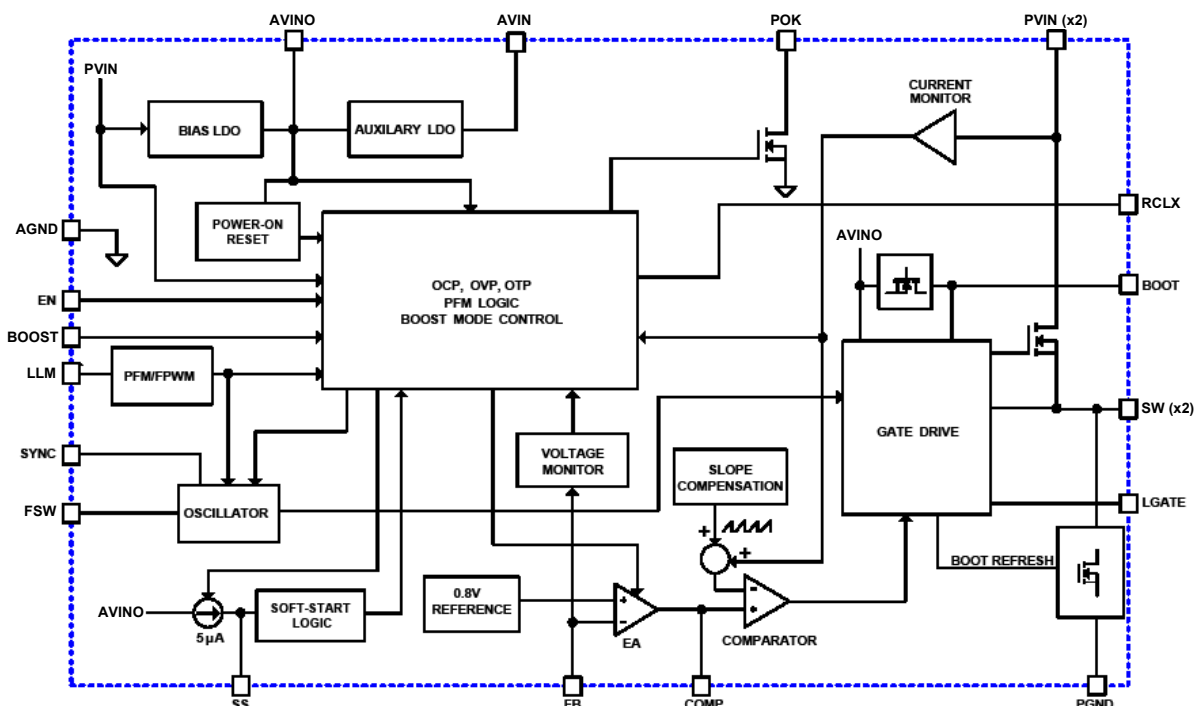 AVINO
AVIN
POK
PVIN (x2)
PVIN
CURRENT
MONITOR
BIAS LDO
AUXILARY LDO
RCLX
AGND
POWER-ON
RESET
AVINO
OCP, OVP, OTP
PFM LOGIC
BOOST MODE CONTROL
BOOT
EN
BOOST
LLM
PFM/FPWM
SW (x2)
GATE DRIVE
SYNC
VOLTAGE
MONITOR
SLOPE
COMPENSATION
FSW
OSCILLATOR
LGATE
+
+
BOOT REFRESH
AVINO
5µA
SOFT-START
LOGIC
0.8V
REFERENCE
+
–
EA
–
+
COMPARATOR
SS
FB
COMP
PGND